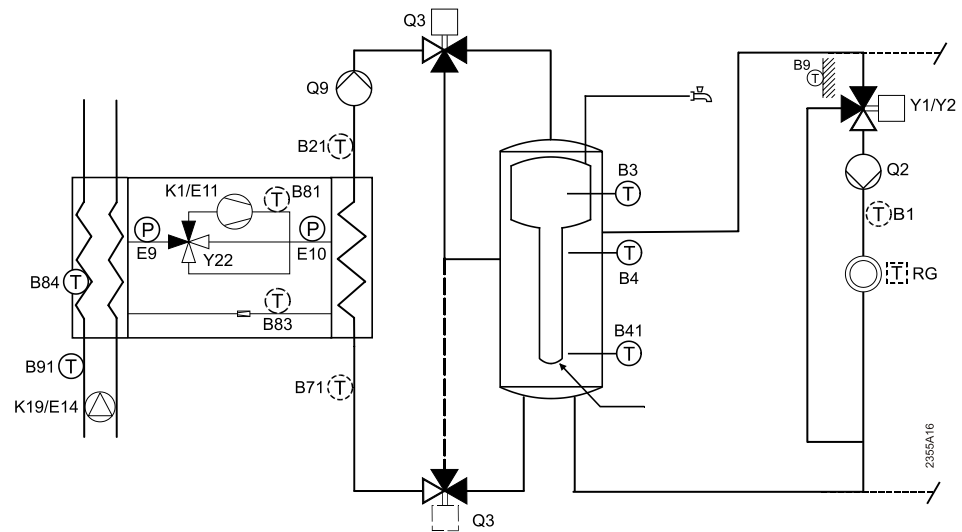 Q3
B9
T
Q9
Y1/Y2
B21 T
B3
T
Q2
K1/E11
B81
T
P
P
T B1
E9
Y22
E10
T
B4
B84 T
T RG
T
B83
B41
T
B91 T
B71 T
K19/E14
2355A16
Q3